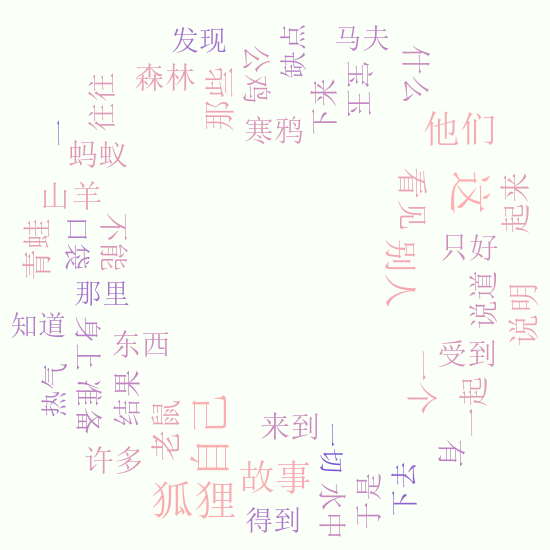 发现
马夫
缺点
什么
公鸡
森林
那些
宝玉
下来
往往
寒鸦
他们
一
蚂蚁
看见
这
起来
山羊
青蛙
口袋
不能
只好
别人
说道
那里
说明
知道
身上
东西
受到
热气
准备
结果
一个
一起
自己
老鼠
来到
许多
一切
有
故事
下去
狐狸
得到
水中
于是